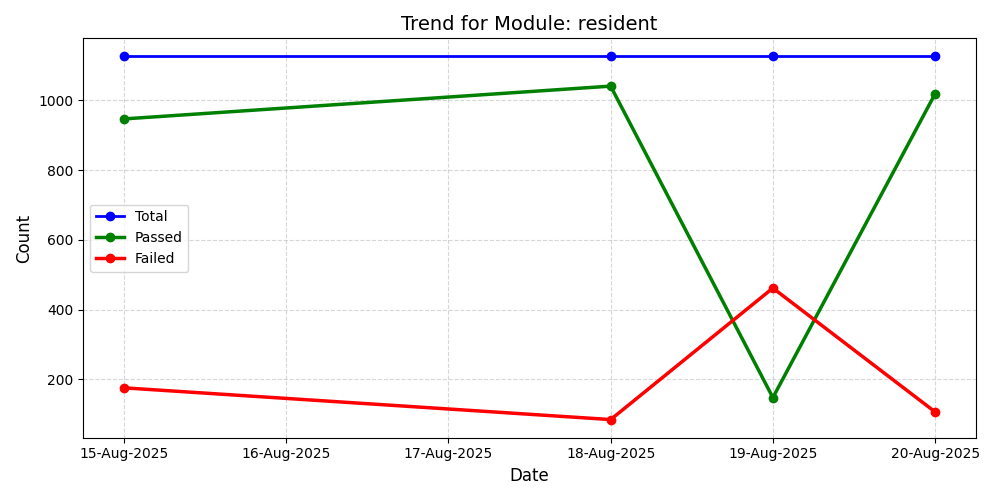 Trend for Module: resident
Count
1000
800
600
400
200
Total
Passed
Failed
15-Aug-2025 16-Aug-2025 17-Aug-2025 18-Aug-2025 19-Aug-2025 20-Aug-2025
Date